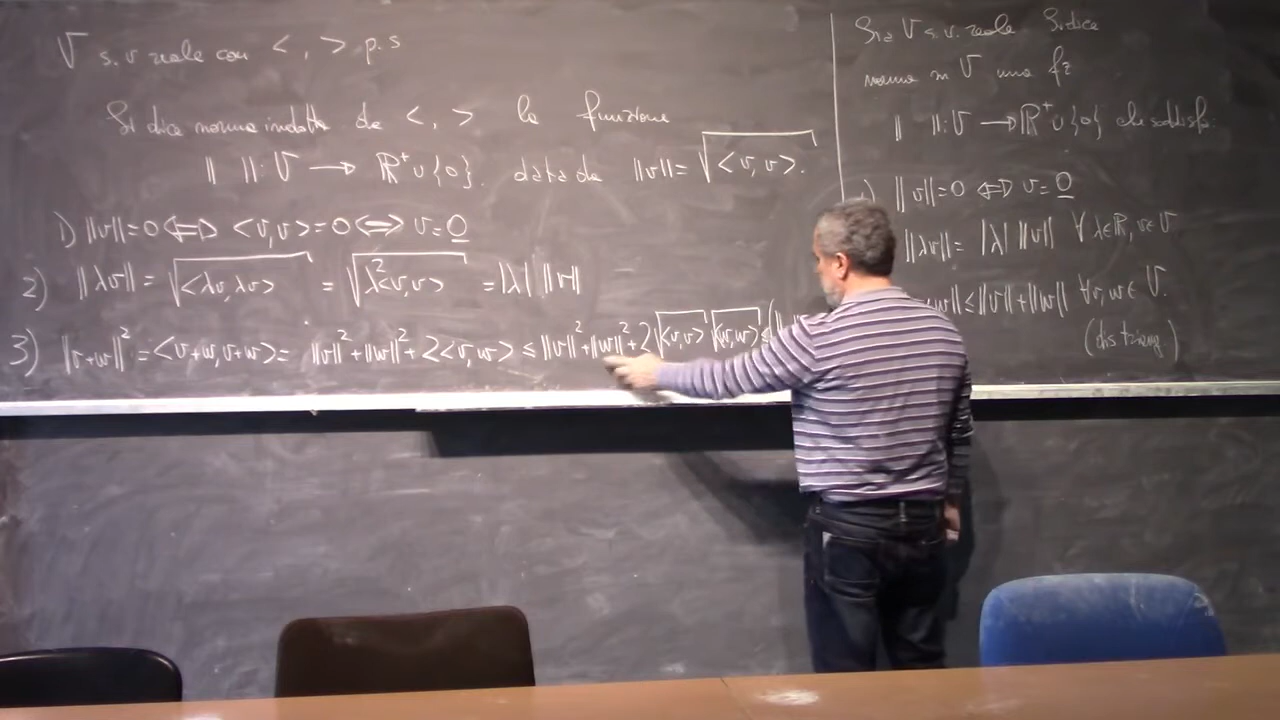 V s.v reale con < , > p.s
Si dice norma indotta da < , > la funzione
‖ ‖: V → ℝ⁺∪{0}. data da ‖v‖ = √<v,v>.
1) ‖v‖=0 ⇔ <v,v>=0 ⇔ v=0
2) ‖λv‖ = √<λv,λv> = √λ²<v,v> = |λ| ‖v‖
3) ‖v+w‖² = <v+w,v+w> = ‖v‖²+‖w‖²+2<v,w> ≤ ‖v‖²+‖w‖²+2√<v,v> √<w,w> ≤ (
Sia V s.v. reale Si dice
norma in V una fz
‖ ‖: V → ℝ⁺∪{0} che soddisfa:
) ‖v‖=0 ⇔ v=0
‖λv‖ = |λ| ‖v‖ ∀ λ∈ℝ, v∈V
w‖ ≤ ‖v‖+‖w‖ ∀v,w ∈ V.
(dis triang.)